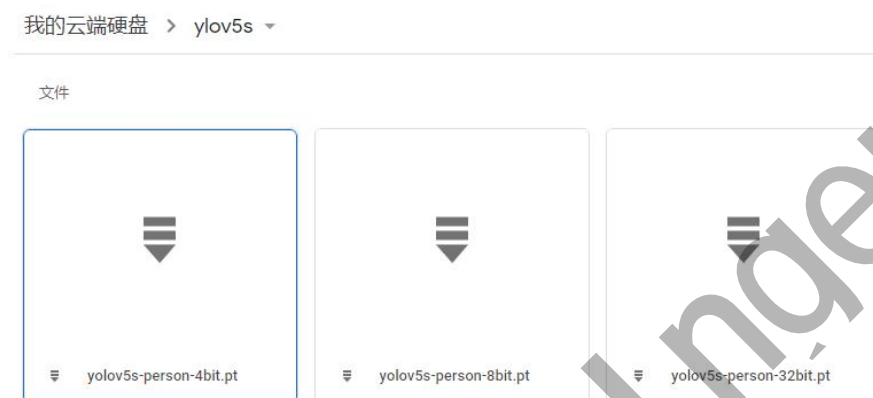 我的云端硬盘 > ylov5s
文件
yolov5s-person-4bit.pt
yolov5s-person-8bit.pt
yolov5s-person-32bit.pt
Inge